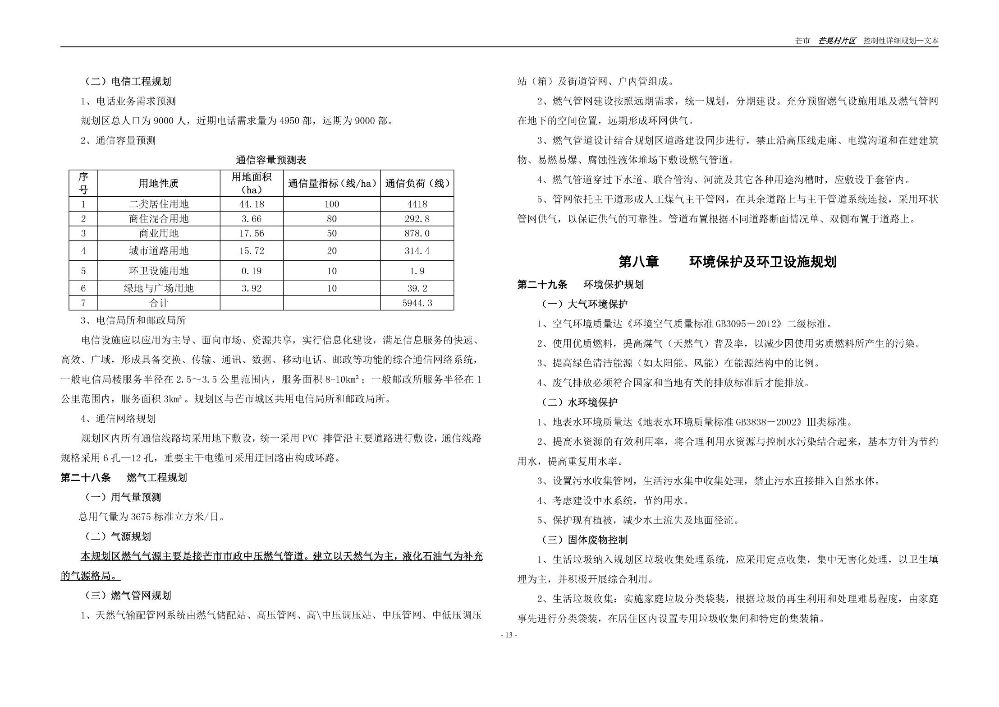 芒市 芒晃村片区 控制性详细规划—文本
（二）电信工程规划
1、电话业务需求预测
规划区总人口为 9000 人，近期电话需求量为 4950 部，远期为 9000 部。
2、通信容量预测
通信容量预测表
序号 用地性质 用地面积（ha） 通信量指标（线/ha） 通信负荷（线）
1 二类居住用地 44.18 100 4418
2 商住混合用地 3.66 80 292.8
3 商业用地 17.56 50 878.0
4 城市道路用地 15.72 20 314.4
5 环卫设施用地 0.19 10 1.9
6 绿地与广场用地 3.92 10 39.2
7 合计 5944.3
3、电信局所和邮政局所
电信设施应以应用为主导、面向市场、资源共享，实行信息化建设，满足信息服务的快速、
高效、广域，形成具备交换、传输、通讯、数据、移动电话、邮政等功能的综合通信网络系统，
一般电信局楼服务半径在 2.5～3.5 公里范围内，服务面积 8-10km²；一般邮政所服务半径在 1
公里范围内，服务面积 3km²。规划区与芒市城区共用电信局所和邮政局所。
4、通信网络规划
规划区内所有通信线路均采用地下敷设，统一采用 PVC 排管沿主要道路进行敷设，通信线路
规格采用 6 孔—12 孔，重要主干电缆可采用迂回路由构成环路。
第二十八条 燃气工程规划
（一）用气量预测
总用气量为 3675 标准立方米/日。
（二）气源规划
本规划区燃气气源主要是接芒市市政中压燃气管道。建立以天然气为主，液化石油气为补充
的气源格局。
（三）燃气管网规划
1、天然气输配管网系统由燃气储配站、高压管网、高\中压调压站、中压管网、中低压调压
站（箱）及街道管网、户内管组成。
2、燃气管网建设按照远期需求，统一规划，分期建设。充分预留燃气设施用地及燃气管网
在地下的空间位置，远期形成环网供气。
3、燃气管道设计结合规划区道路建设同步进行，禁止沿高压线走廊、电缆沟道和在建建筑
物、易燃易爆、腐蚀性液体堆场下敷设燃气管道。
4、燃气管道穿过下水道、联合管沟、河流及其它各种用途沟槽时，应敷设于套管内。
5、管网依托主干道形成人工煤气主干管网，在其余道路上与主干管道系统连接，采用环状
管网供气，以保证供气的可靠性。管道布置根据不同道路断面情况单、双侧布置于道路上。
第八章 环境保护及环卫设施规划
第二十九条 环境保护规划
（一）大气环境保护
1、空气环境质量达《环境空气质量标准 GB3095－2012》二级标准。
2、使用优质燃料，提高煤气（天然气）普及率，以减少因使用劣质燃料所产生的污染。
3、提高绿色清洁能源（如太阳能、风能）在能源结构中的比例。
4、废气排放必须符合国家和当地有关的排放标准后才能排放。
（二）水环境保护
1、地表水环境质量达《地表水环境质量标准 GB3838－2002》Ⅲ类标准。
2、提高水资源的有效利用率，将合理利用水资源与控制水污染结合起来，基本方针为节约
用水，提高重复用水率。
3、设置污水收集管网，生活污水集中收集处理，禁止污水直接排入自然水体。
4、考虑建设中水系统，节约用水。
5、保护现有植被，减少水土流失及地面径流。
（三）固体废物控制
1、生活垃圾纳入规划区垃圾收集处理系统，应采用定点收集，集中无害化处理，以卫生填
埋为主，并积极开展综合利用。
2、生活垃圾收集：实施家庭垃圾分类袋装，根据垃圾的再生利用和处理难易程度，由家庭
事先进行分类袋装，在居住区内设置专用垃圾收集间和特定的集装箱。
- 13 -